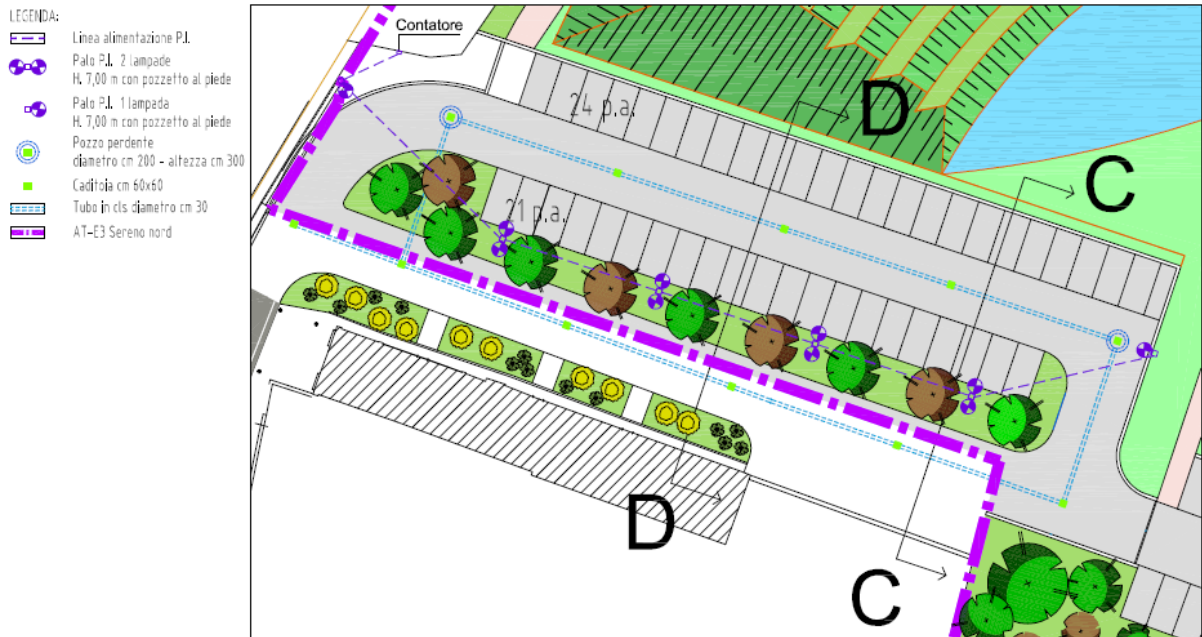 LEGENDA:
Linea alimentazione P.I.
Palo P.I. 2 lampade
H. 7,00 m con pozzetto al piede
Palo P.I. 1 lampada
H. 7,00 m con pozzetto al piede
Pozzo perdente
diametro cm 200 - altezza cm 300
Caditoia cm 60x60
Tubo in cls diametro cm 30
AT-E3 Sereno nord
Contatore
24 p.a.
D
C
21 p.a.
D
C